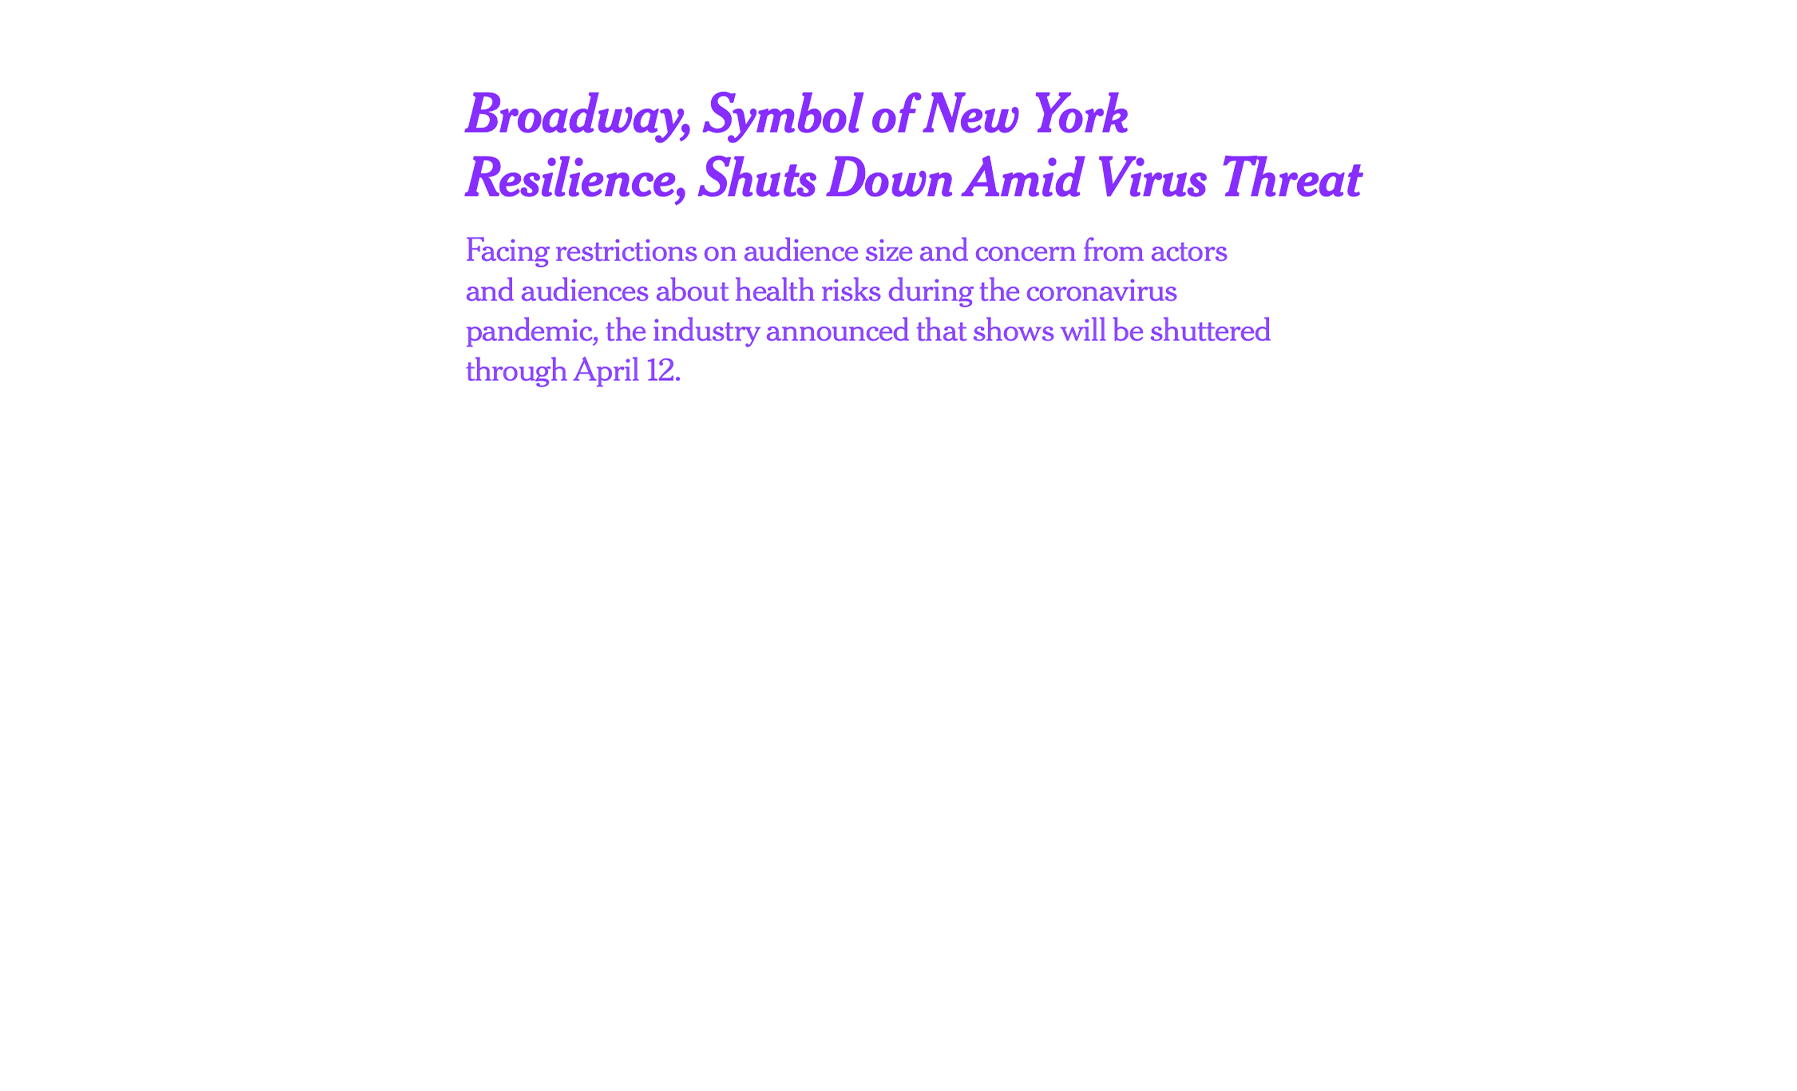 Broadway, Symbol of New York
Resilience, Shuts Down Amid Virus Threat
Facing restrictions on audience size and concern from actors
and audiences about health risks during the coronavirus
pandemic, the industry announced that shows will be shuttered
through April 12.